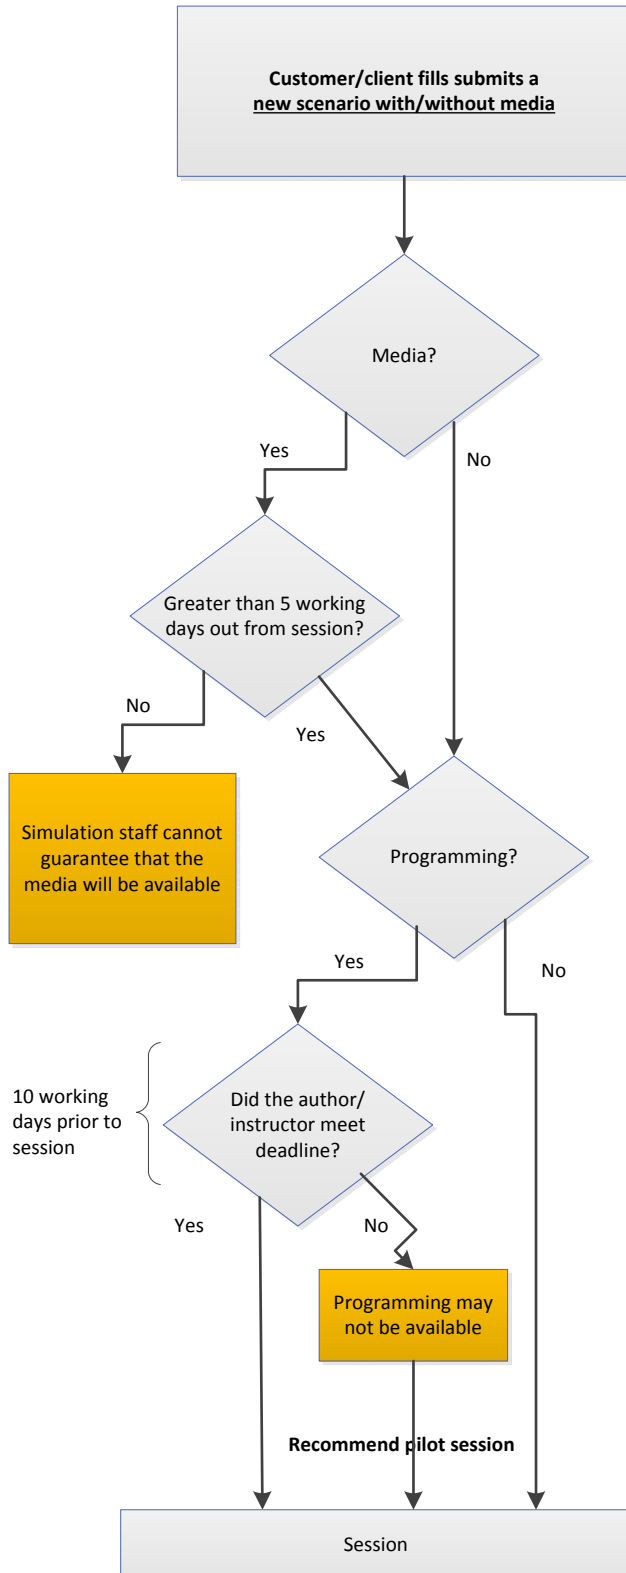 Customer/client fills submits a
new scenario with/without media
Media?
Yes
No
Greater than 5 working
days out from session?
No
Yes
Simulation staff cannot
guarantee that the
media will be available
Programming?
Yes
No
10 working
days prior to
session
Did the author/
instructor meet
deadline?
Yes
No
Programming may
not be available
Recommend pilot session
Session